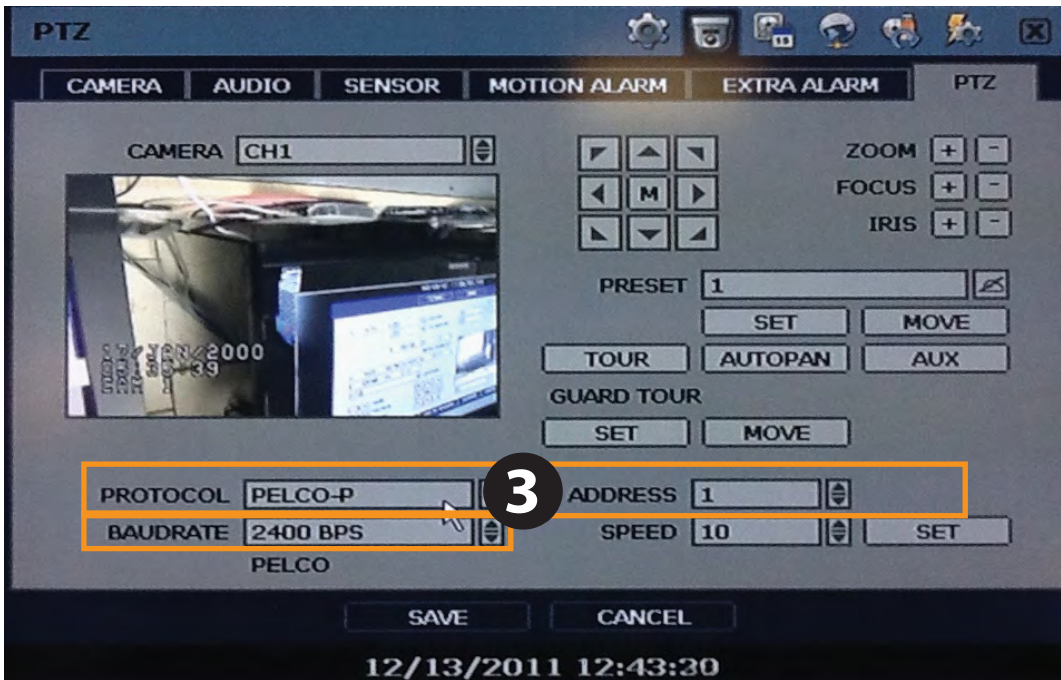 PTZ
15
CAMERA AUDIO SENSOR MOTION ALARM EXTRA ALARM PTZ
CAMERA CH1
ZOOM + -
M
FOCUS + -
IRIS + -
PRESET 1
SET MOVE
TOUR AUTOPAN AUX
GUARD TOUR
SET MOVE
PROTOCOL PELCO-P 3 ADDRESS 1
BAUDRATE 2400 BPS SPEED 10 SET
PELCO
SAVE CANCEL
12/13/2011 12:43:30